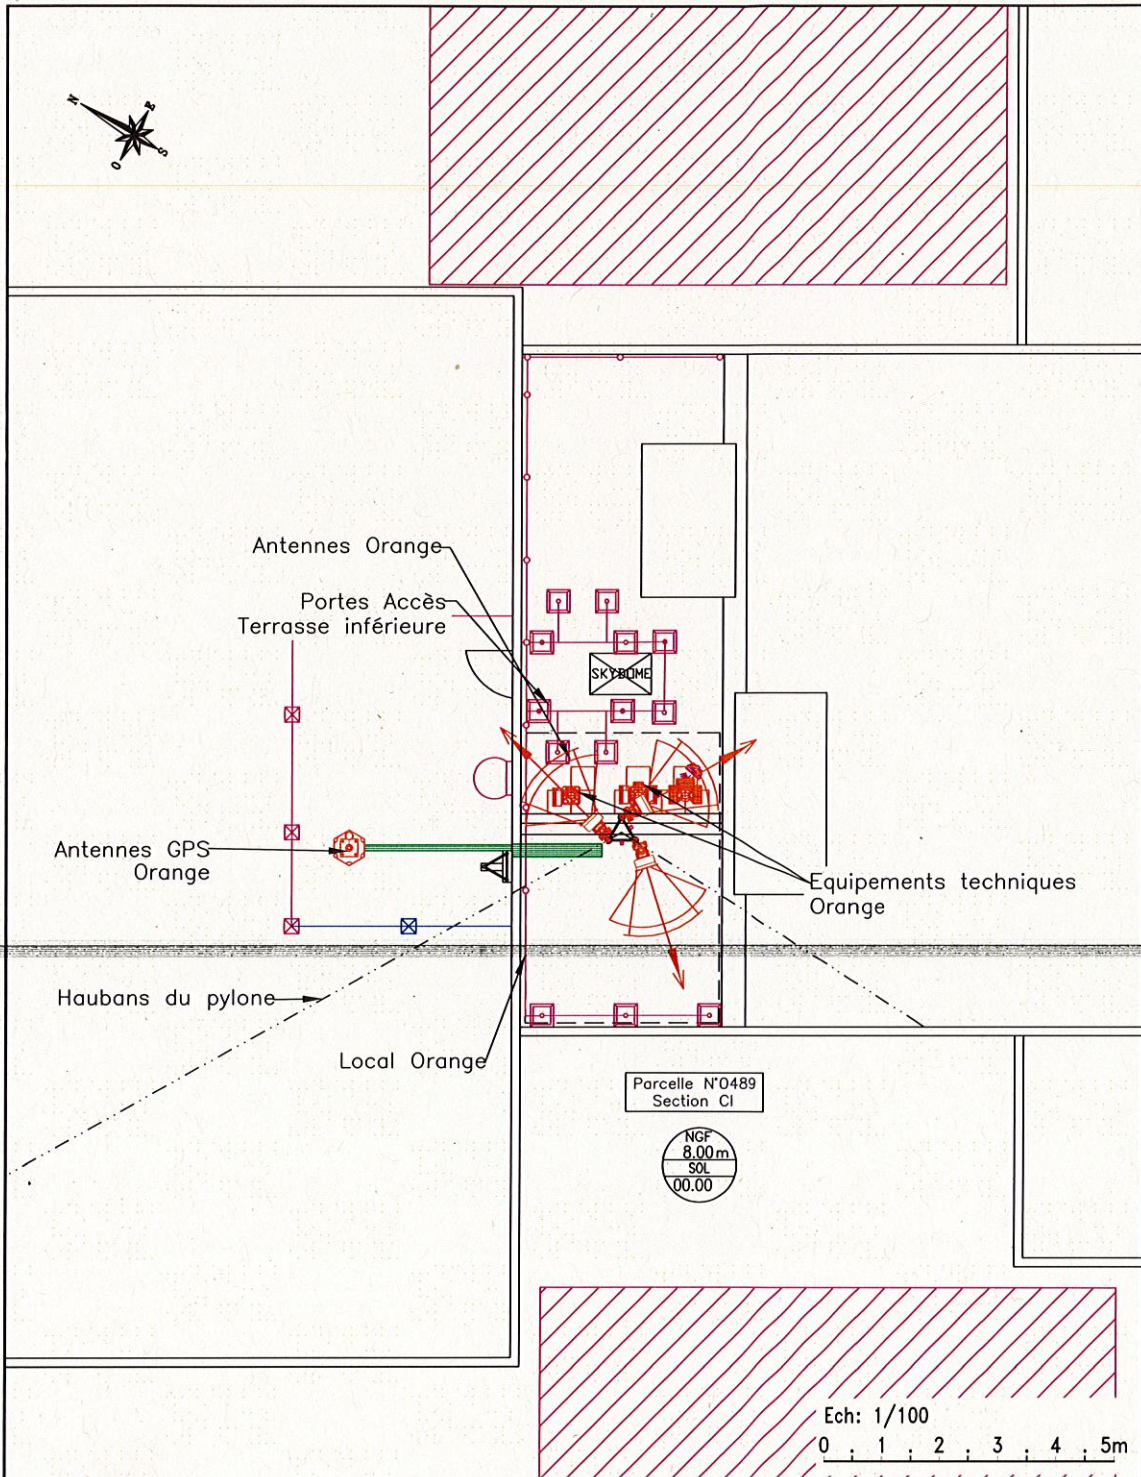 N
E
S
O
Antennes Orange
Portes Accès
Terrasse inférieure
SKYDOME
Antennes GPS
Orange
Equipements techniques
Orange
Haubans du pylone
Local Orange
Parcelle N°0489
Section CI
NGF
8.00m
SOL
00.00
Ech: 1/100
0 . 1 . 2 . 3 . 4 . 5m